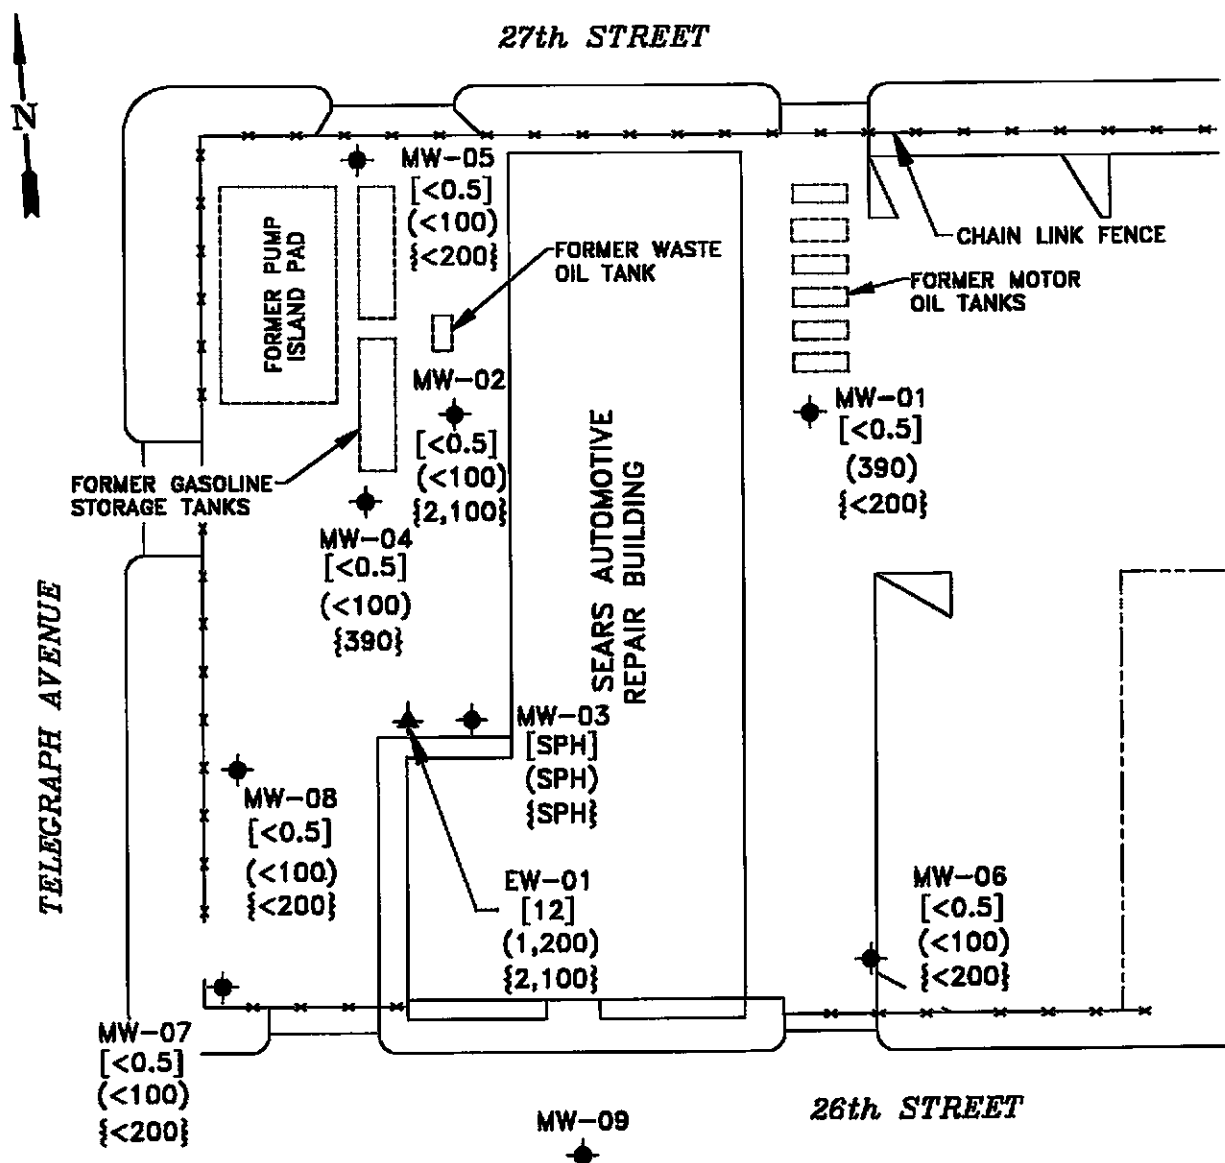 27th STREET
N
MW-05
[<0.5]
(<100)
{<200}
FORMER PUMP
ISLAND PAD
FORMER WASTE
OIL TANK
CHAIN LINK FENCE
FORMER MOTOR
OIL TANKS
MW-02
[<0.5]
(<100)
{2,100}
MW-01
[<0.5]
(390)
{<200}
FORMER GASOLINE
STORAGE TANKS
MW-04
[<0.5]
(<100)
{390}
SEARS AUTOMOTIVE
REPAIR BUILDING
TELEGRAPH AVENUE
MW-03
[SPH]
(SPH)
{SPH}
MW-08
[<0.5]
(<100)
{<200}
EW-01
[12]
(1,200)
{2,100}
MW-06
[<0.5]
(<100)
{<200}
MW-07
[<0.5]
(<100)
{<200}
MW-09
26th STREET